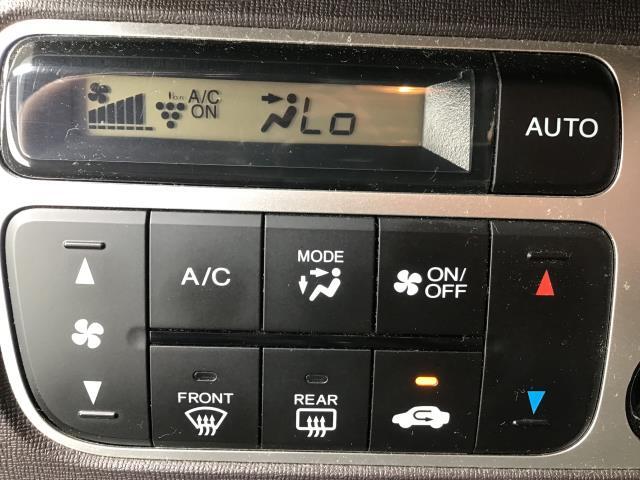 A/C
ON
Lo
AUTO
A/C
MODE
ON/
OFF
FRONT
REAR